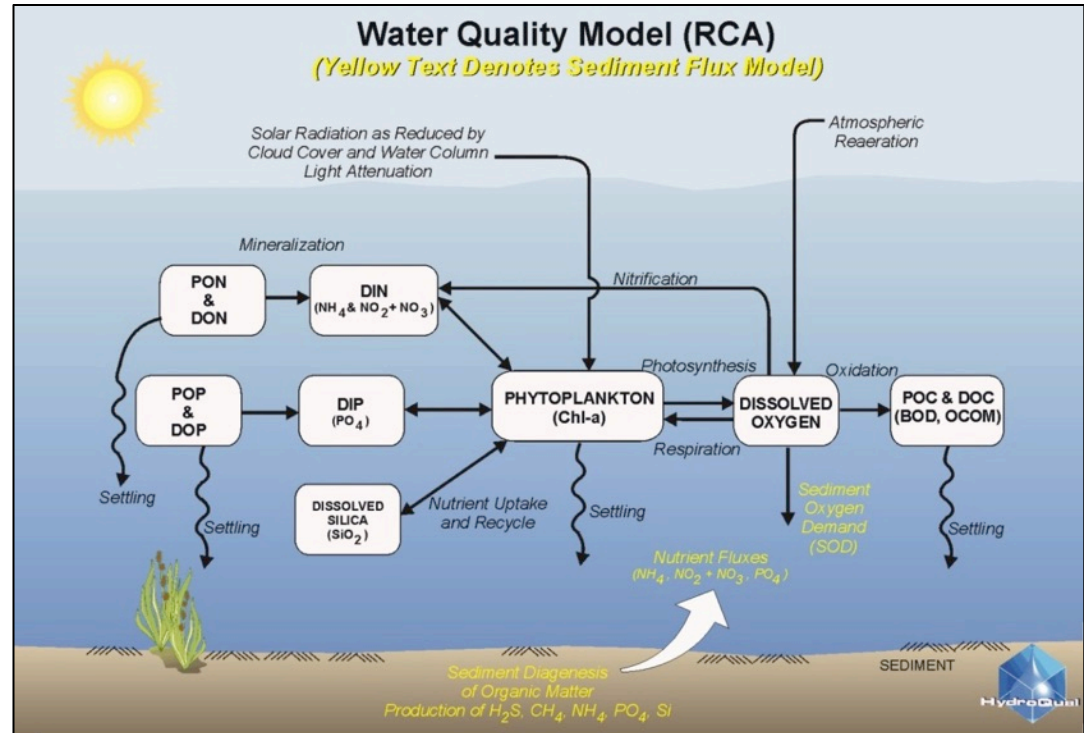 Water Quality Model (RCA)
(Yellow Text Denotes Sediment Flux Model)
Solar Radiation as Reduced by
Cloud Cover and Water Column
Light Attenuation
Atmospheric
Reaeration
Mineralization
PON
&
DON
DIN
(NH₄ & NO₂ + NO₃)
Nitrification
Photosynthesis
Oxidation
POP
&
DOP
DIP
(PO₄)
PHYTOPLANKTON
(Chl-a)
DISSOLVED
OXYGEN
POC & DOC
(BOD, OCOM)
Respiration
Settling
Settling
DISSOLVED
SILICA
(SiO₂)
Nutrient Uptake
and Recycle
Settling
Sediment
Oxygen
Demand
(SOD)
Settling
Nutrient Fluxes
(NH₄, NO₂ + NO₃, PO₄)
SEDIMENT
Sediment Diagenesis
of Organic Matter
Production of H₂S, CH₄, NH₄, PO₄, Si
HydroQual